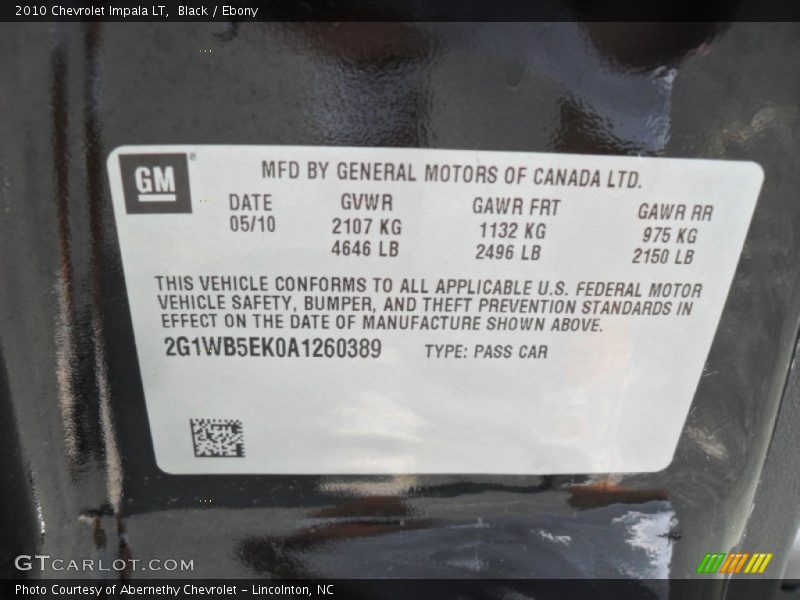 2010 Chevrolet Impala LT, Black / Ebony
GM
MFD BY GENERAL MOTORS OF CANADA LTD.
DATE GVWR GAWR FRT GAWR RR
05/10 2107 KG 1132 KG 975 KG
4646 LB 2496 LB 2150 LB
THIS VEHICLE CONFORMS TO ALL APPLICABLE U.S. FEDERAL MOTOR
VEHICLE SAFETY, BUMPER, AND THEFT PREVENTION STANDARDS IN
EFFECT ON THE DATE OF MANUFACTURE SHOWN ABOVE.
2G1WB5EK0A1260389 TYPE: PASS CAR
GTCARLOT.COM
Photo Courtesy of Abernethy Chevrolet – Lincolnton, NC